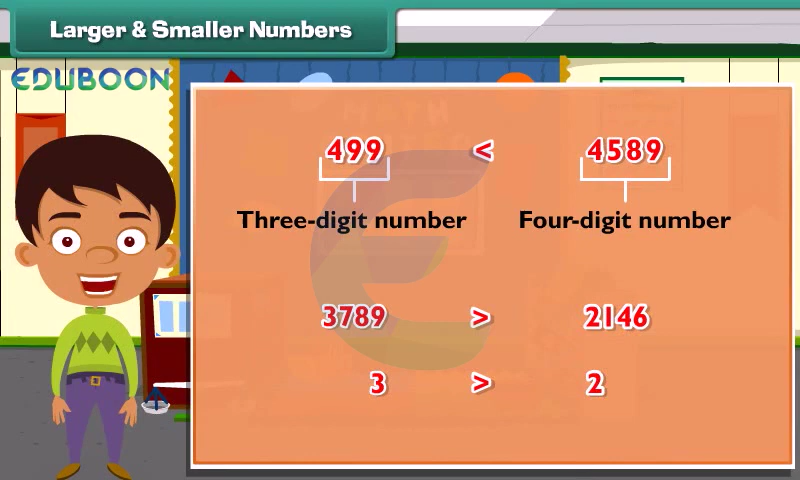 Larger & Smaller Numbers
EDUBOON
499 < 4589
Three-digit number Four-digit number
3789 > 2146
3 > 2